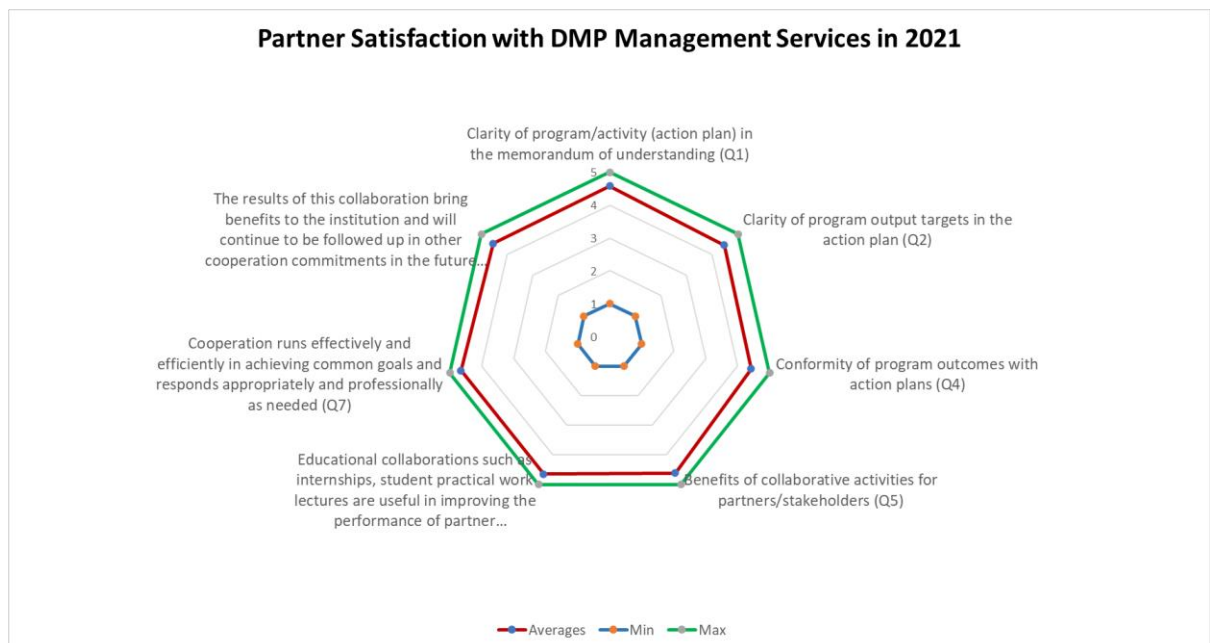 Partner Satisfaction with DMP Management Services in 2021
Clarity of program/activity (action plan) in
the memorandum of understanding (Q1)
5
4
3
2
1
0
Clarity of program output targets in the
action plan (Q2)
Conformity of program outcomes with
action plans (Q4)
Benefits of collaborative activities for
partners/stakeholders (Q5)
Educational collaborations such as
internships, student practical work
lectures are useful in improving the
performance of partner...
Cooperation runs effectively and
efficiently in achieving common goals and
responds appropriately and professionally
as needed (Q7)
The results of this collaboration bring
benefits to the institution and will
continue to be followed up in other
cooperation commitments in the future...
Averages Min Max